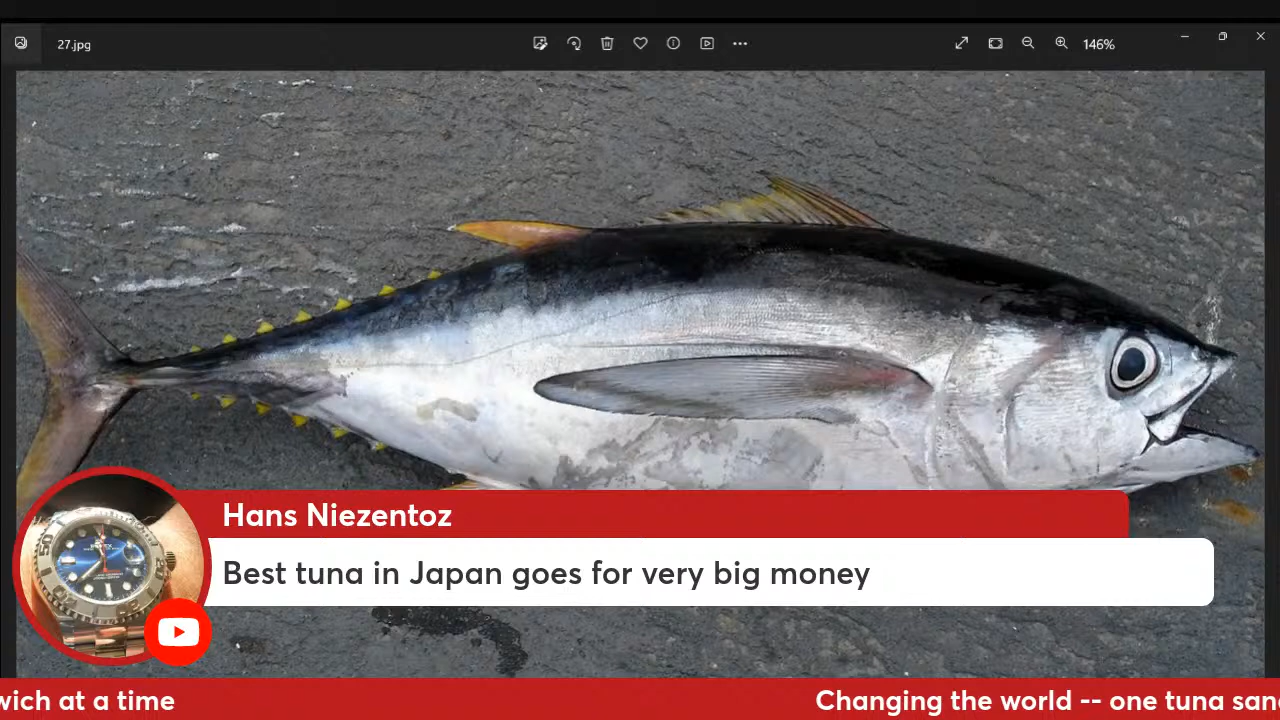 27.jpg
146%
Hans Niezentoz
Best tuna in Japan goes for very big money
wich at a time
Changing the world -- one tuna san